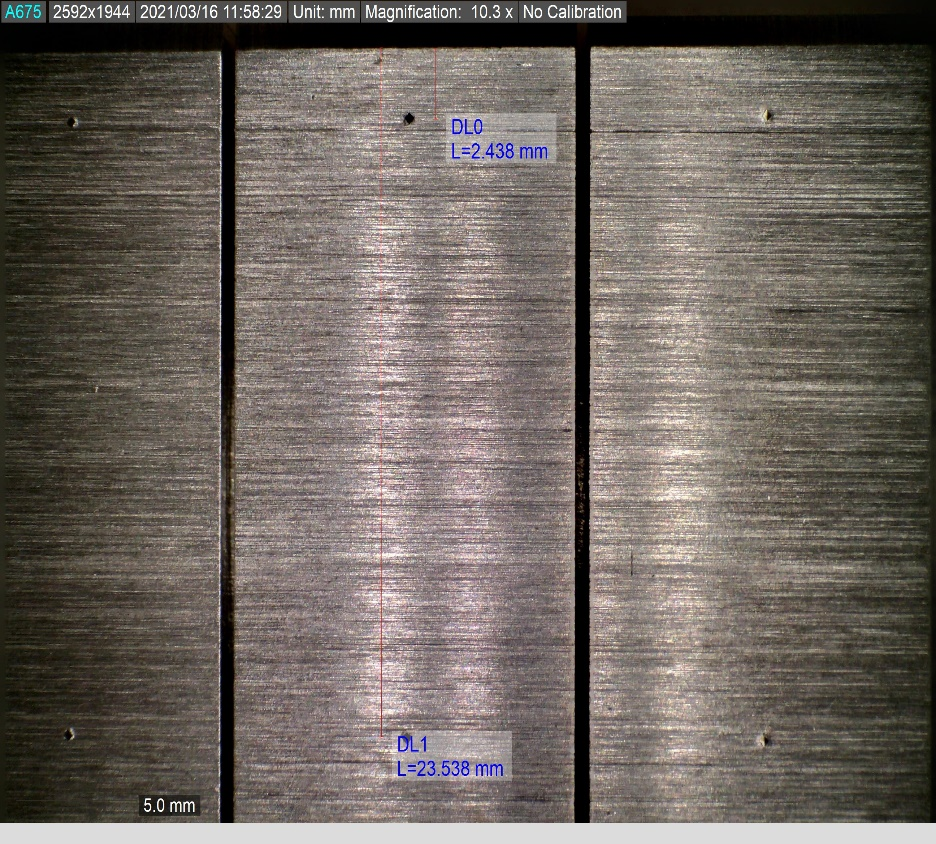 A675 2592x1944 2021/03/16 11:58:29 Unit: mm Magnification: 10.3 x No Calibration
DL0
L=2.438 mm
DL1
L=23.538 mm
5.0 mm